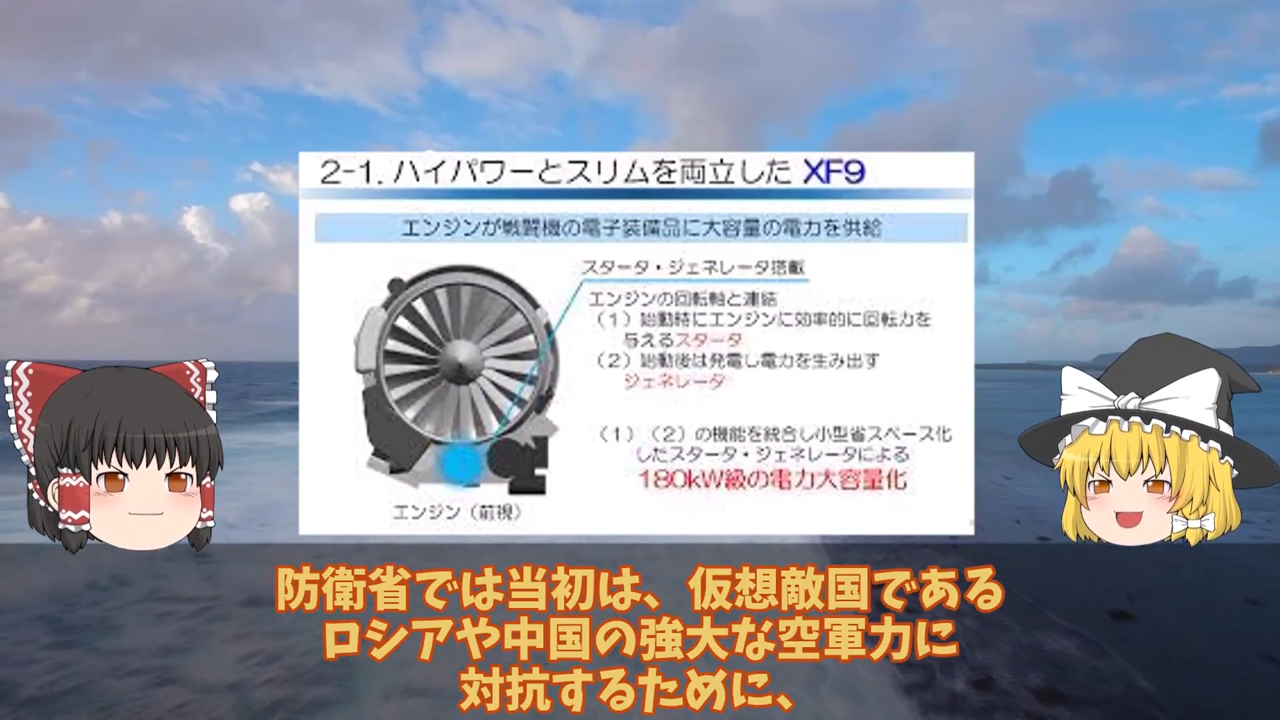 2-1. ハイパワーとスリムを両立した XF9
エンジンが戦闘機の電子装備品に大容量の電力を供給
スタータ・ジェネレータ搭載
エンジンの回転軸と連結
（1）始動時にエンジンに効率的に回転力を
与えるスタータ
（2）始動後は発電し電力を生み出す
ジェネレータ
（1）（2）の機能を統合し小型省スペース化
したスタータ・ジェネレータによる
180kW級の電力大容量化
エンジン（前視）
防衛省では当初は、仮想敵国である
ロシアや中国の強大な空軍力に
対抗するために、